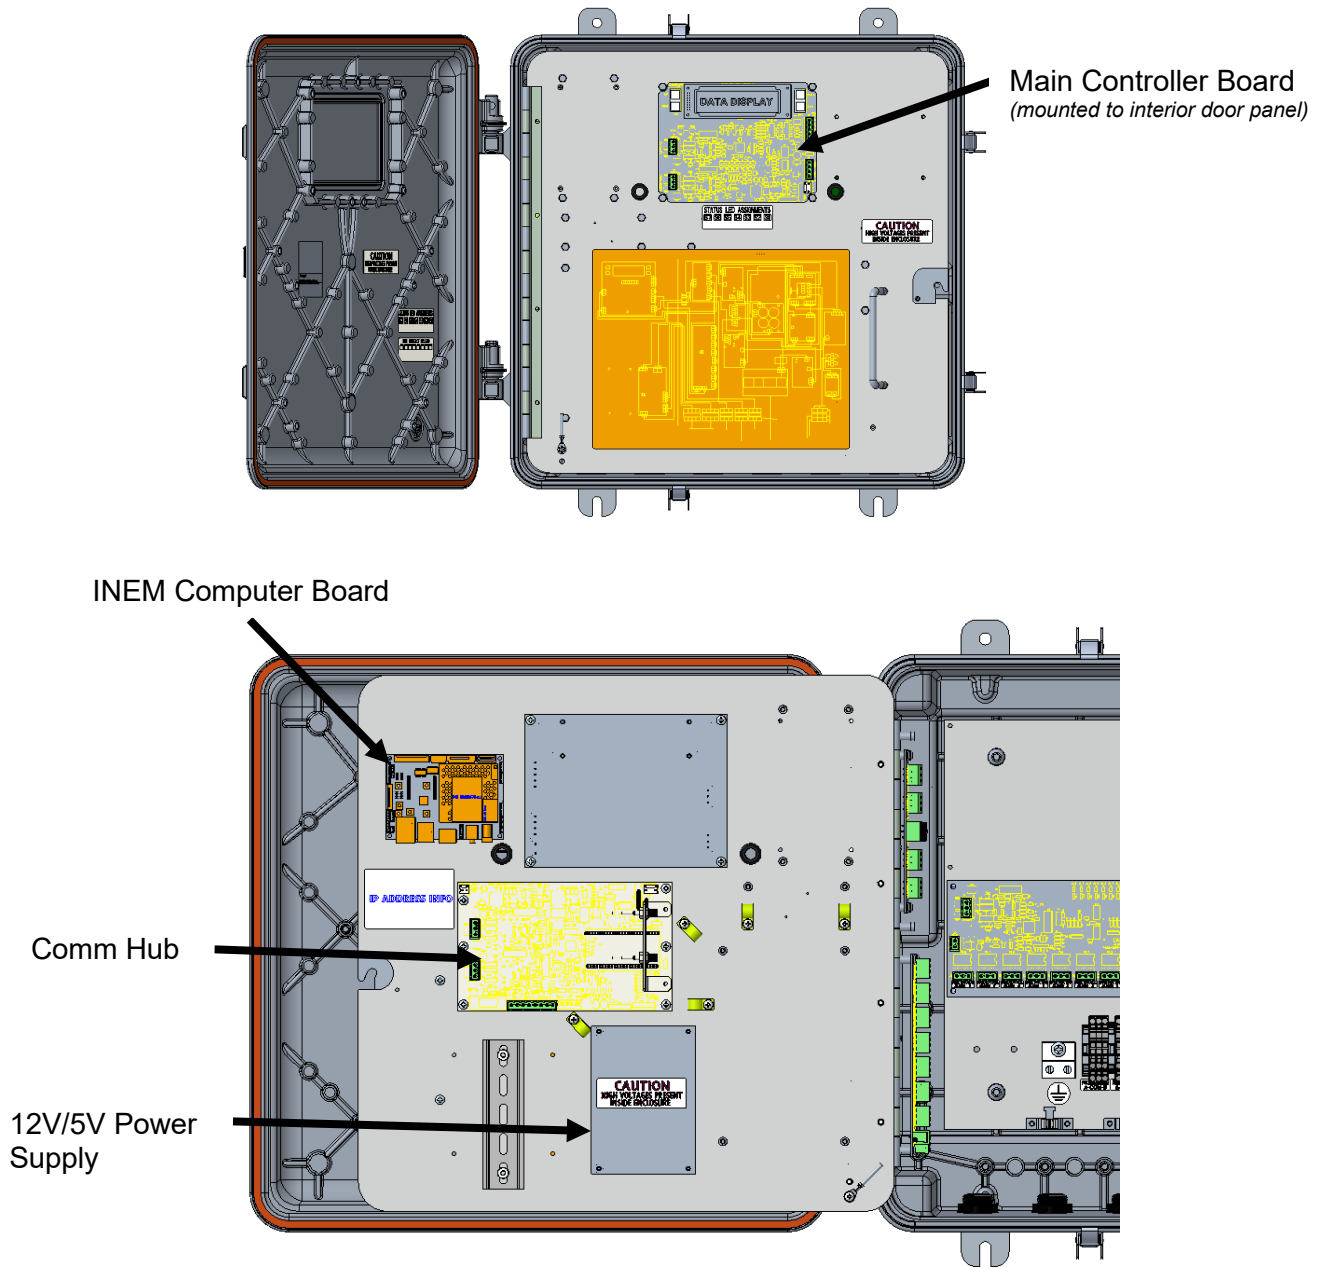 Main Controller Board
(mounted to interior door panel)
DATA DISPLAY
STATUS LED ASSIGNMENTS
CAUTION
HIGH VOLTAGES PRESENT
INSIDE ENCLOSURE
CAUTION
INEM Computer Board
IP ADDRESS INFO
Comm Hub
12V/5V Power
Supply
CAUTION
HIGH VOLTAGES PRESENT
INSIDE ENCLOSURE